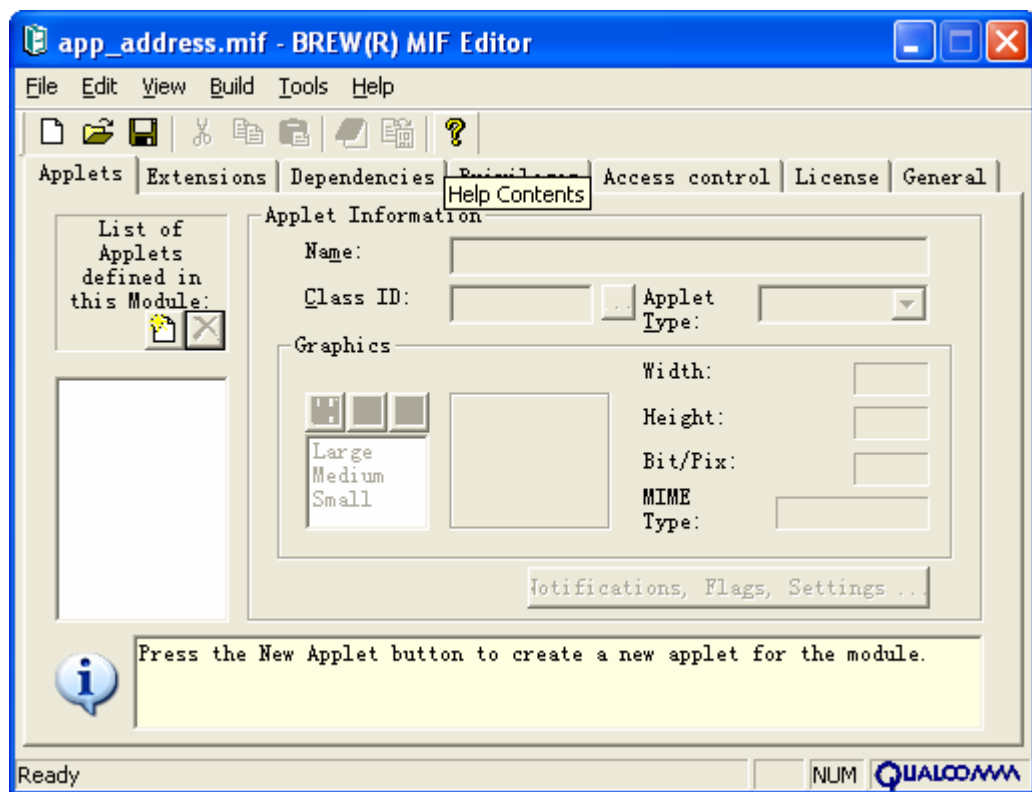 app_address.mif - BREW(R) MIF Editor
File Edit View Build Tools Help
Applets Extensions Dependencies Access control License General
Help Contents
List of
Applets
defined in
this Module:
Applet Information
Name:
Class ID:
..
Applet
Type:
Graphics
Width:
Height:
Bit/Pix:
MIME
Type:
Large
Medium
Small
Notifications, Flags, Settings ...
Press the New Applet button to create a new applet for the module.
Ready
NUM
QUALCOMM